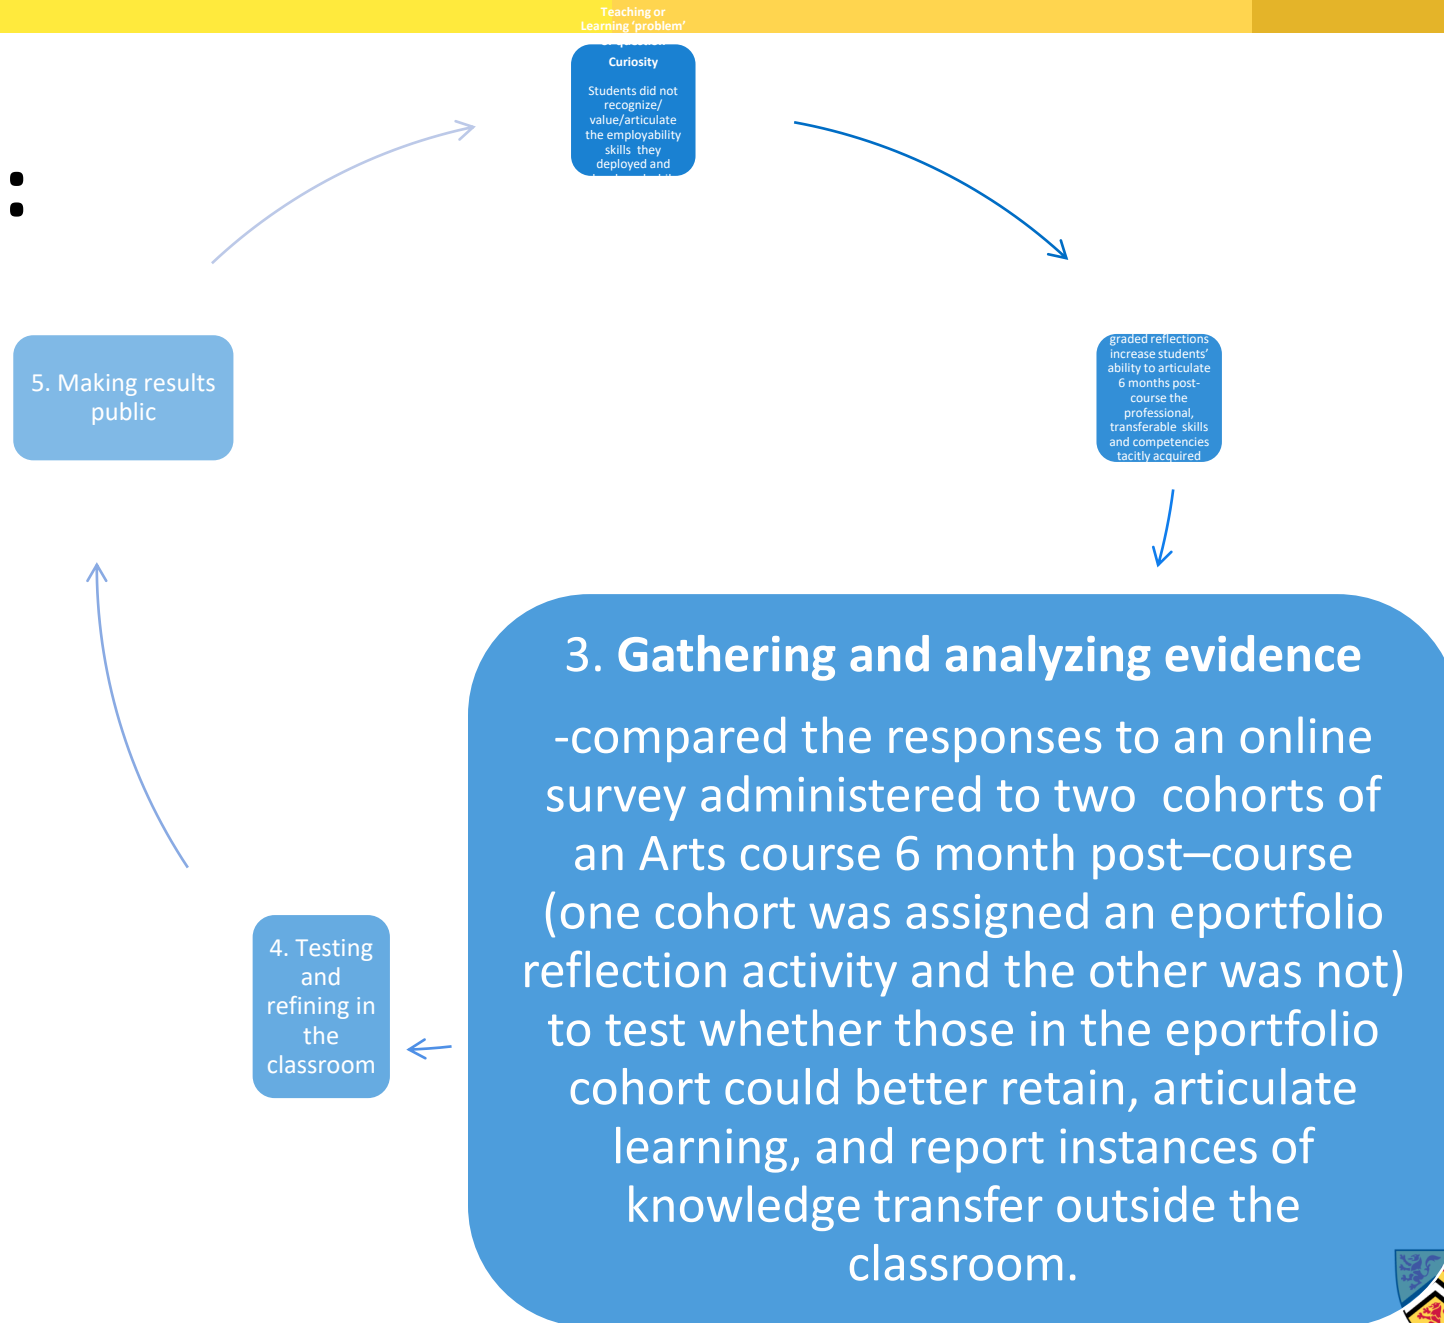 Teaching or
Learning ‘problem’
or question
Curiosity
Students did not
recognize/
value/articulate
the employability
skills they
deployed and
:
graded reflections
increase students’
ability to articulate
6 months post-
course the
professional,
transferable skills
and competencies
tacitly acquired
3. Gathering and analyzing evidence
-compared the responses to an online
survey administered to two cohorts of
an Arts course 6 month post–course
(one cohort was assigned an eportfolio
reflection activity and the other was not)
to test whether those in the eportfolio
cohort could better retain, articulate
learning, and report instances of
knowledge transfer outside the
classroom.
4. Testing
and
refining in
the
classroom
5. Making results
public